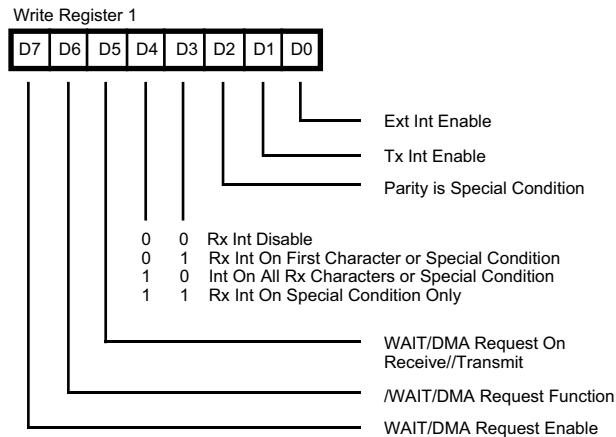 Write Register 1
D7 D6 D5 D4 D3 D2 D1 D0
Ext Int Enable
Tx Int Enable
Parity is Special Condition
0 0 Rx Int Disable
0 1 Rx Int On First Character or Special Condition
1 0 Int On All Rx Characters or Special Condition
1 1 Rx Int On Special Condition Only
WAIT/DMA Request On
Receive//Transmit
/WAIT/DMA Request Function
WAIT/DMA Request Enable